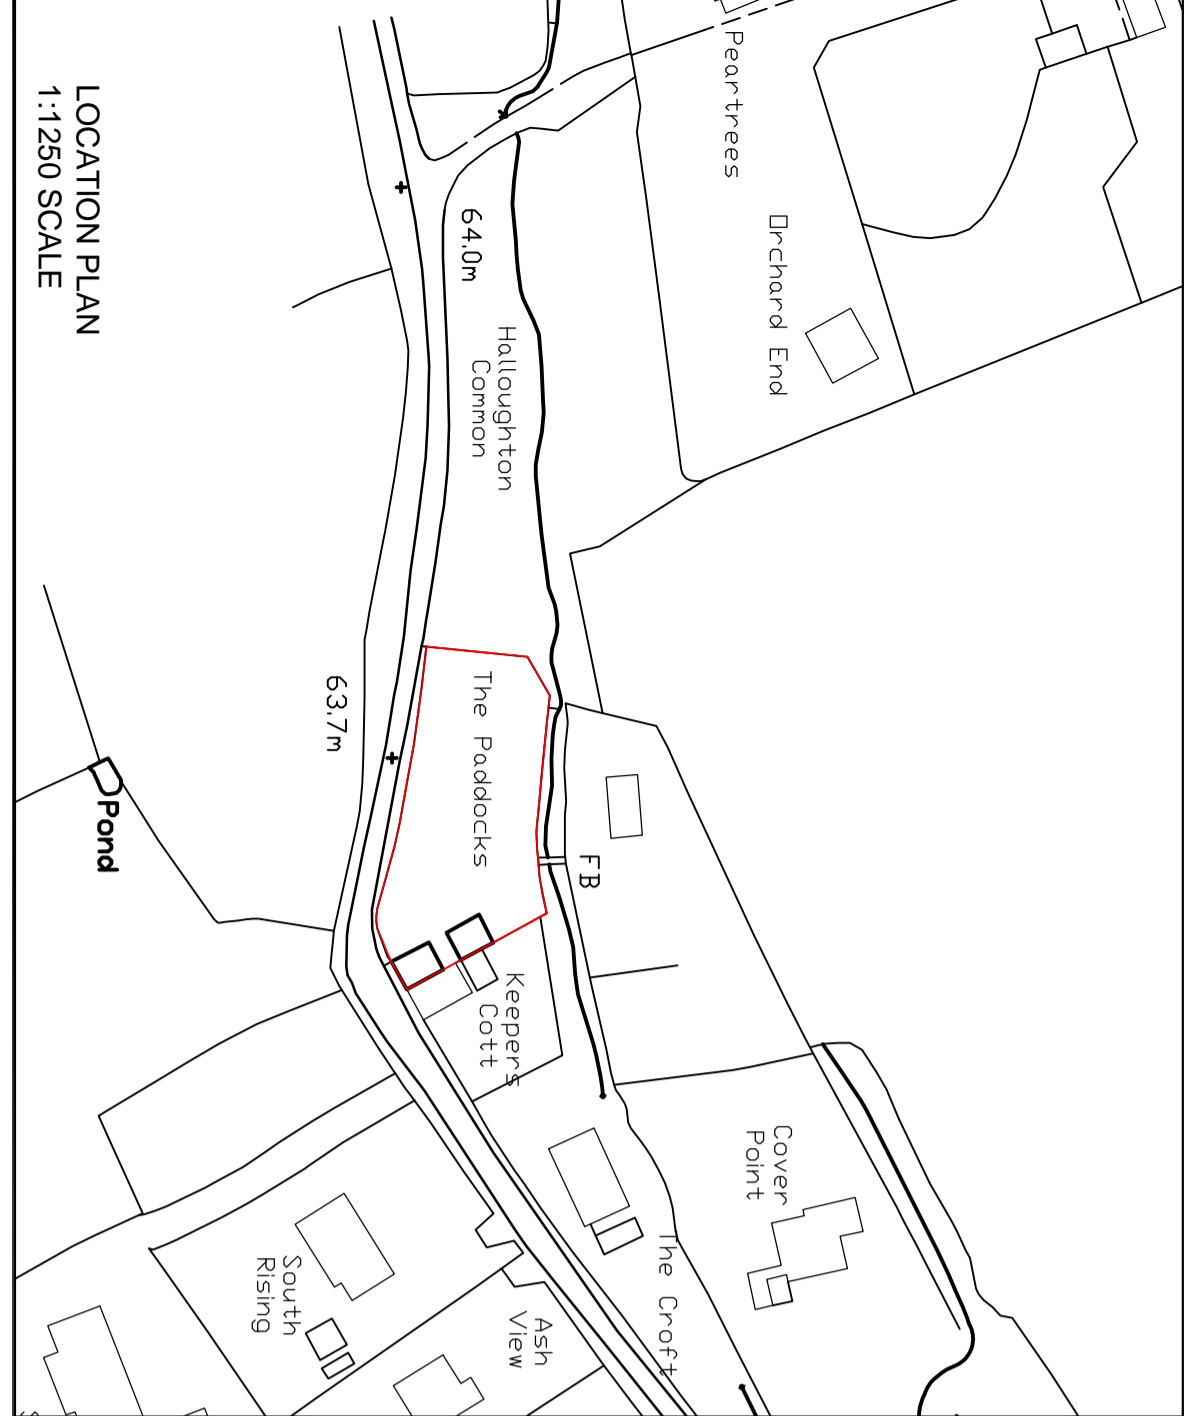 LOCATION PLAN
1:1250 SCALE
Peartrees
Orchard End
64.0m
Halloughton
Common
The Paddocks
63.7m
Pond
FB
Keepers
Cott
Cover
Point
The Croft
South
Rising
Ash
View